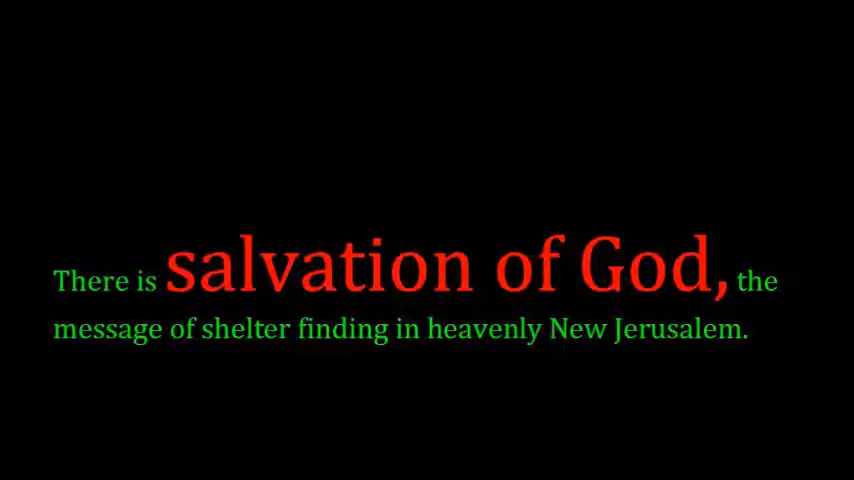 There is salvation of God, the
message of shelter finding in heavenly New Jerusalem.